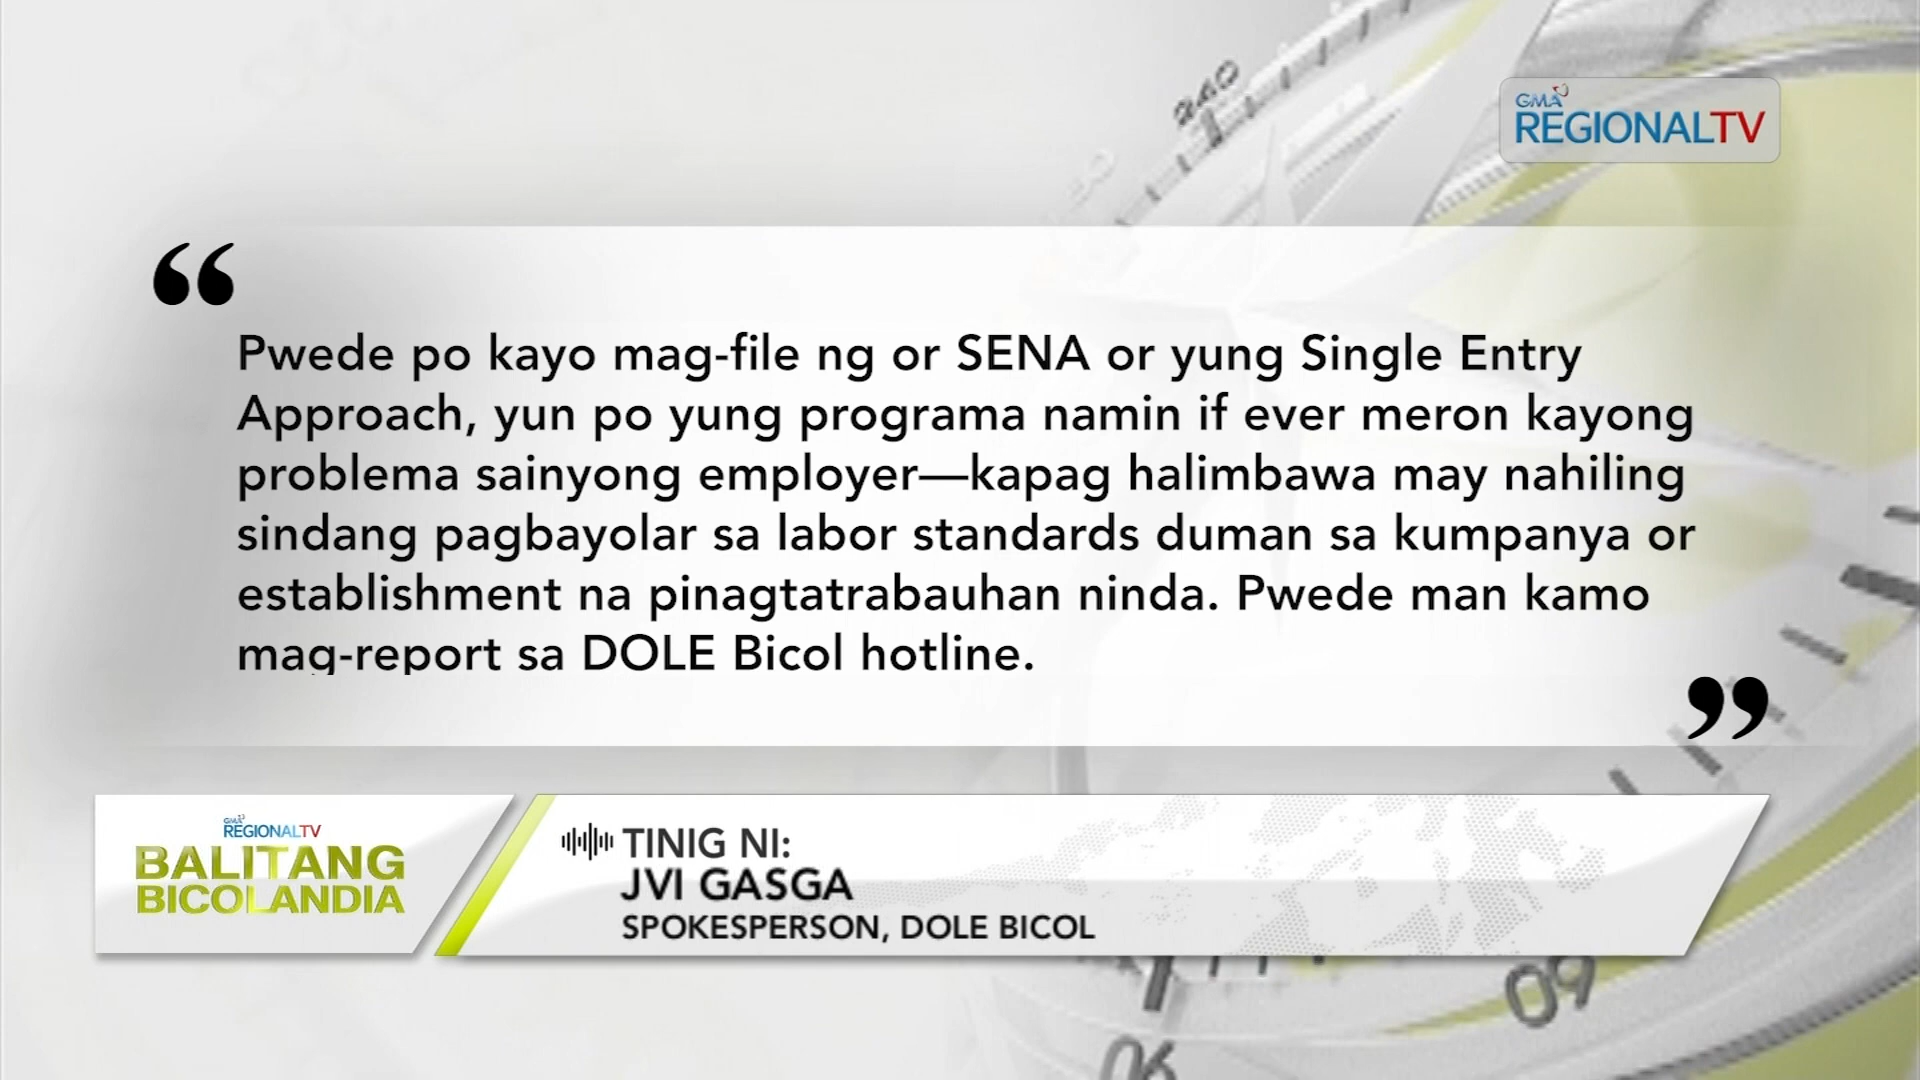 GMA
REGIONALTV
“
Pwede po kayo mag-file ng or SENA or yung Single Entry
Approach, yun po yung programa namin if ever meron kayong
problema sainyong employer—kapag halimbawa may nahiling
sindang pagbayolar sa labor standards duman sa kumpanya or
establishment na pinagtatrabauhan ninda. Pwede man kamo
mag-report sa DOLE Bicol hotline.
”
GMA
REGIONALTV
BALITANG
BICOLANDIA
TINIG NI:
JVI GASGA
SPOKESPERSON, DOLE BICOL
240
09
06